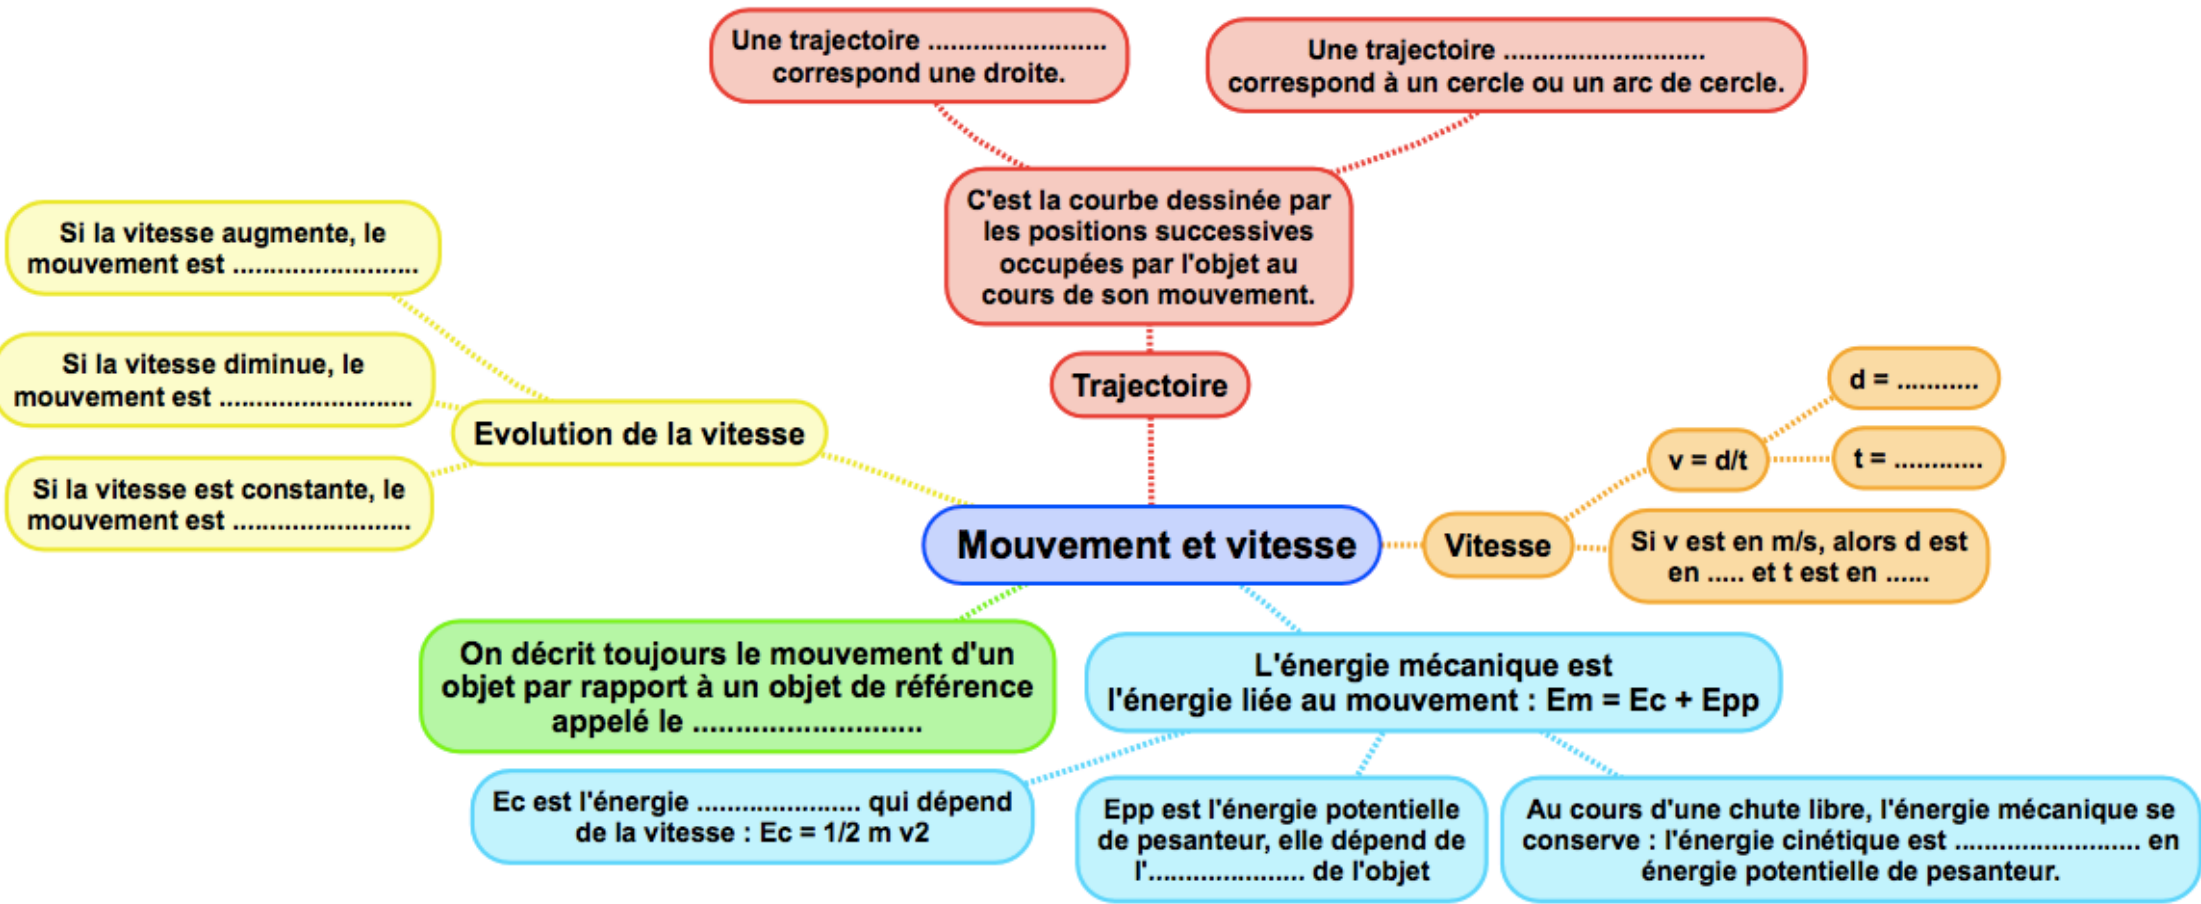 Une trajectoire ........................
correspond une droite.
Une trajectoire ...........................
correspond à un cercle ou un arc de cercle.
C'est la courbe dessinée par
les positions successives
occupées par l'objet au
cours de son mouvement.
Trajectoire
Si la vitesse augmente, le
mouvement est .........................
Si la vitesse diminue, le
mouvement est ..........................
Si la vitesse est constante, le
mouvement est ........................
Evolution de la vitesse
Mouvement et vitesse
Vitesse
v = d/t
d = ...........
t = ............
Si v est en m/s, alors d est
en ..... et t est en ......
On décrit toujours le mouvement d'un
objet par rapport à un objet de référence
appelé le ...........................
L'énergie mécanique est
l'énergie liée au mouvement : Em = Ec + Epp
Ec est l'énergie ...................... qui dépend
de la vitesse : Ec = 1/2 m v2
Epp est l'énergie potentielle
de pesanteur, elle dépend de
l'..................... de l'objet
Au cours d'une chute libre, l'énergie mécanique se
conserve : l'énergie cinétique est ......................... en
énergie potentielle de pesanteur.